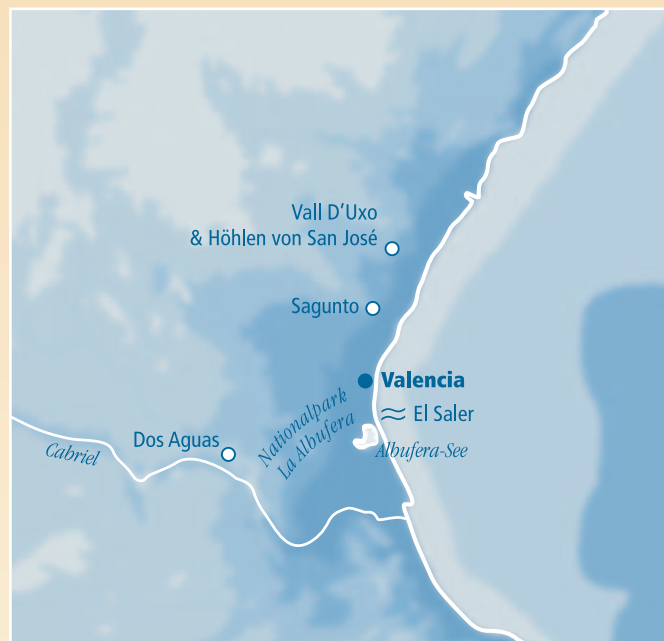 Vall D'Uxo
& Höhlen von San José
Sagunto
Valencia
El Saler
Nationalpark
La Albufera
Albufera-See
Dos Aguas
Cabriel